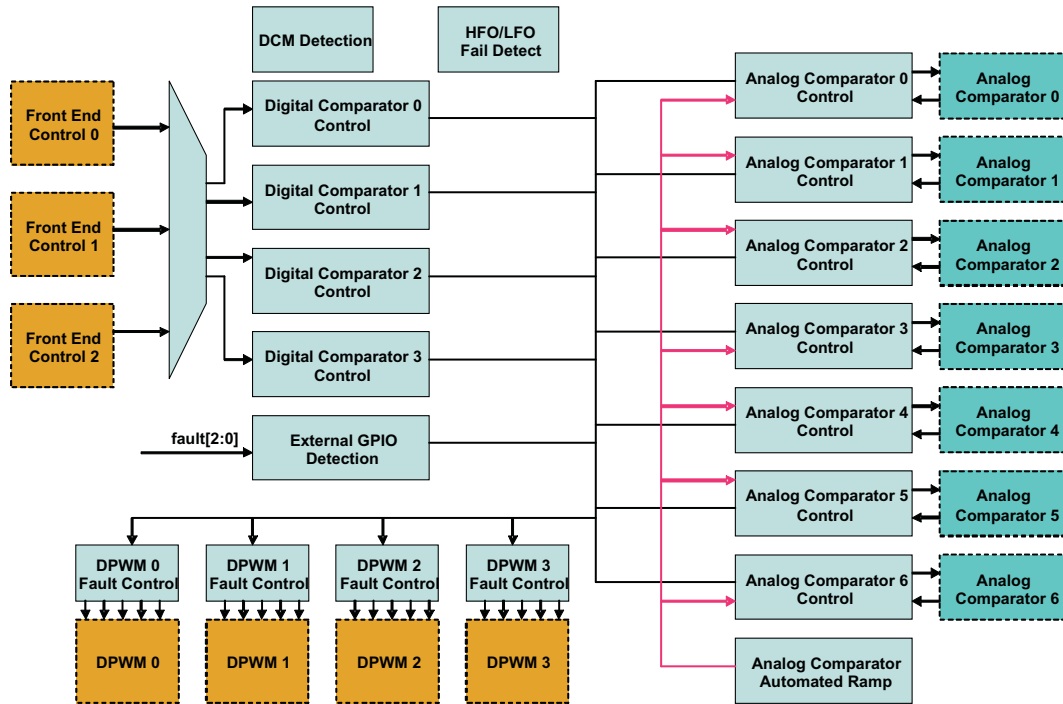 DCM Detection
HFO/LFO
Fail Detect
Front End
Control 0
Front End
Control 1
Front End
Control 2
Digital Comparator 0
Control
Digital Comparator 1
Control
Digital Comparator 2
Control
Digital Comparator 3
Control
fault[2:0]
External GPIO
Detection
Analog Comparator 0
Control
Analog
Comparator 0
Analog Comparator 1
Control
Analog
Comparator 1
Analog Comparator 2
Control
Analog
Comparator 2
Analog Comparator 3
Control
Analog
Comparator 3
Analog Comparator 4
Control
Analog
Comparator 4
Analog Comparator 5
Control
Analog
Comparator 5
Analog Comparator 6
Control
Analog
Comparator 6
Analog Comparator
Automated Ramp
DPWM 0
Fault Control
DPWM 1
Fault Control
DPWM 2
Fault Control
DPWM 3
Fault Control
DPWM 0
DPWM 1
DPWM 2
DPWM 3